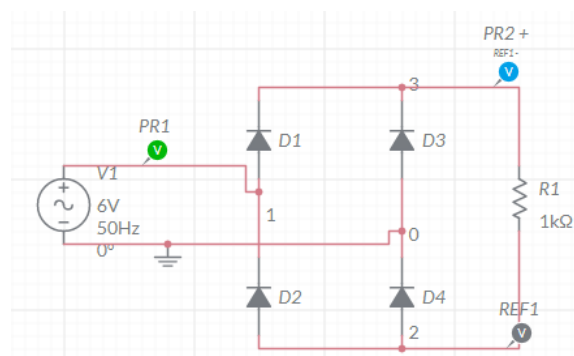 PR2 +
REF1-
V
3
PR1
V
D1
D3
V1
6V
50Hz
0°
1
0
R1
1kΩ
D2
D4
REF1
V
2